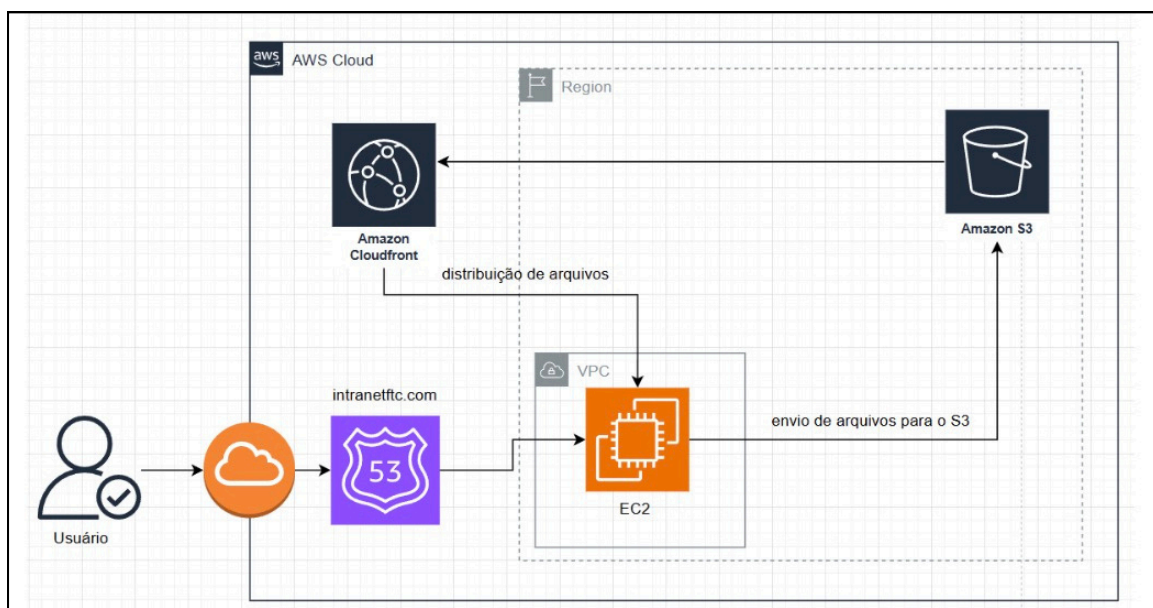 aws
AWS Cloud
Region
Amazon
Cloudfront
Amazon S3
distribuição de arquivos
VPC
intranetftc.com
envio de arquivos para o S3
53
EC2
Usuário